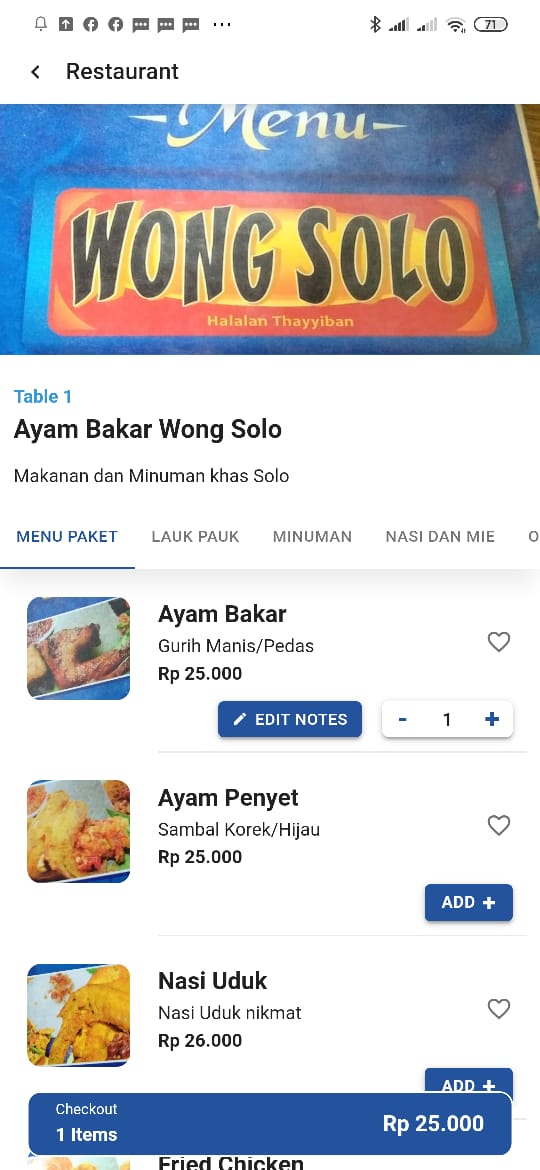 71
Restaurant
Menu
WONG SOLO
Halalan Thayyiban
Table 1
Ayam Bakar Wong Solo
Makanan dan Minuman khas Solo
MENU PAKET
LAUK PAUK
MINUMAN
NASI DAN MIE
O
Ayam Bakar
Gurih Manis/Pedas
Rp 25.000
EDIT NOTES
- 1 +
Ayam Penyet
Sambal Korek/Hijau
Rp 25.000
ADD +
Nasi Uduk
Nasi Uduk nikmat
Rp 26.000
ADD +
Checkout
1 Items
Rp 25.000
Fried Chicken